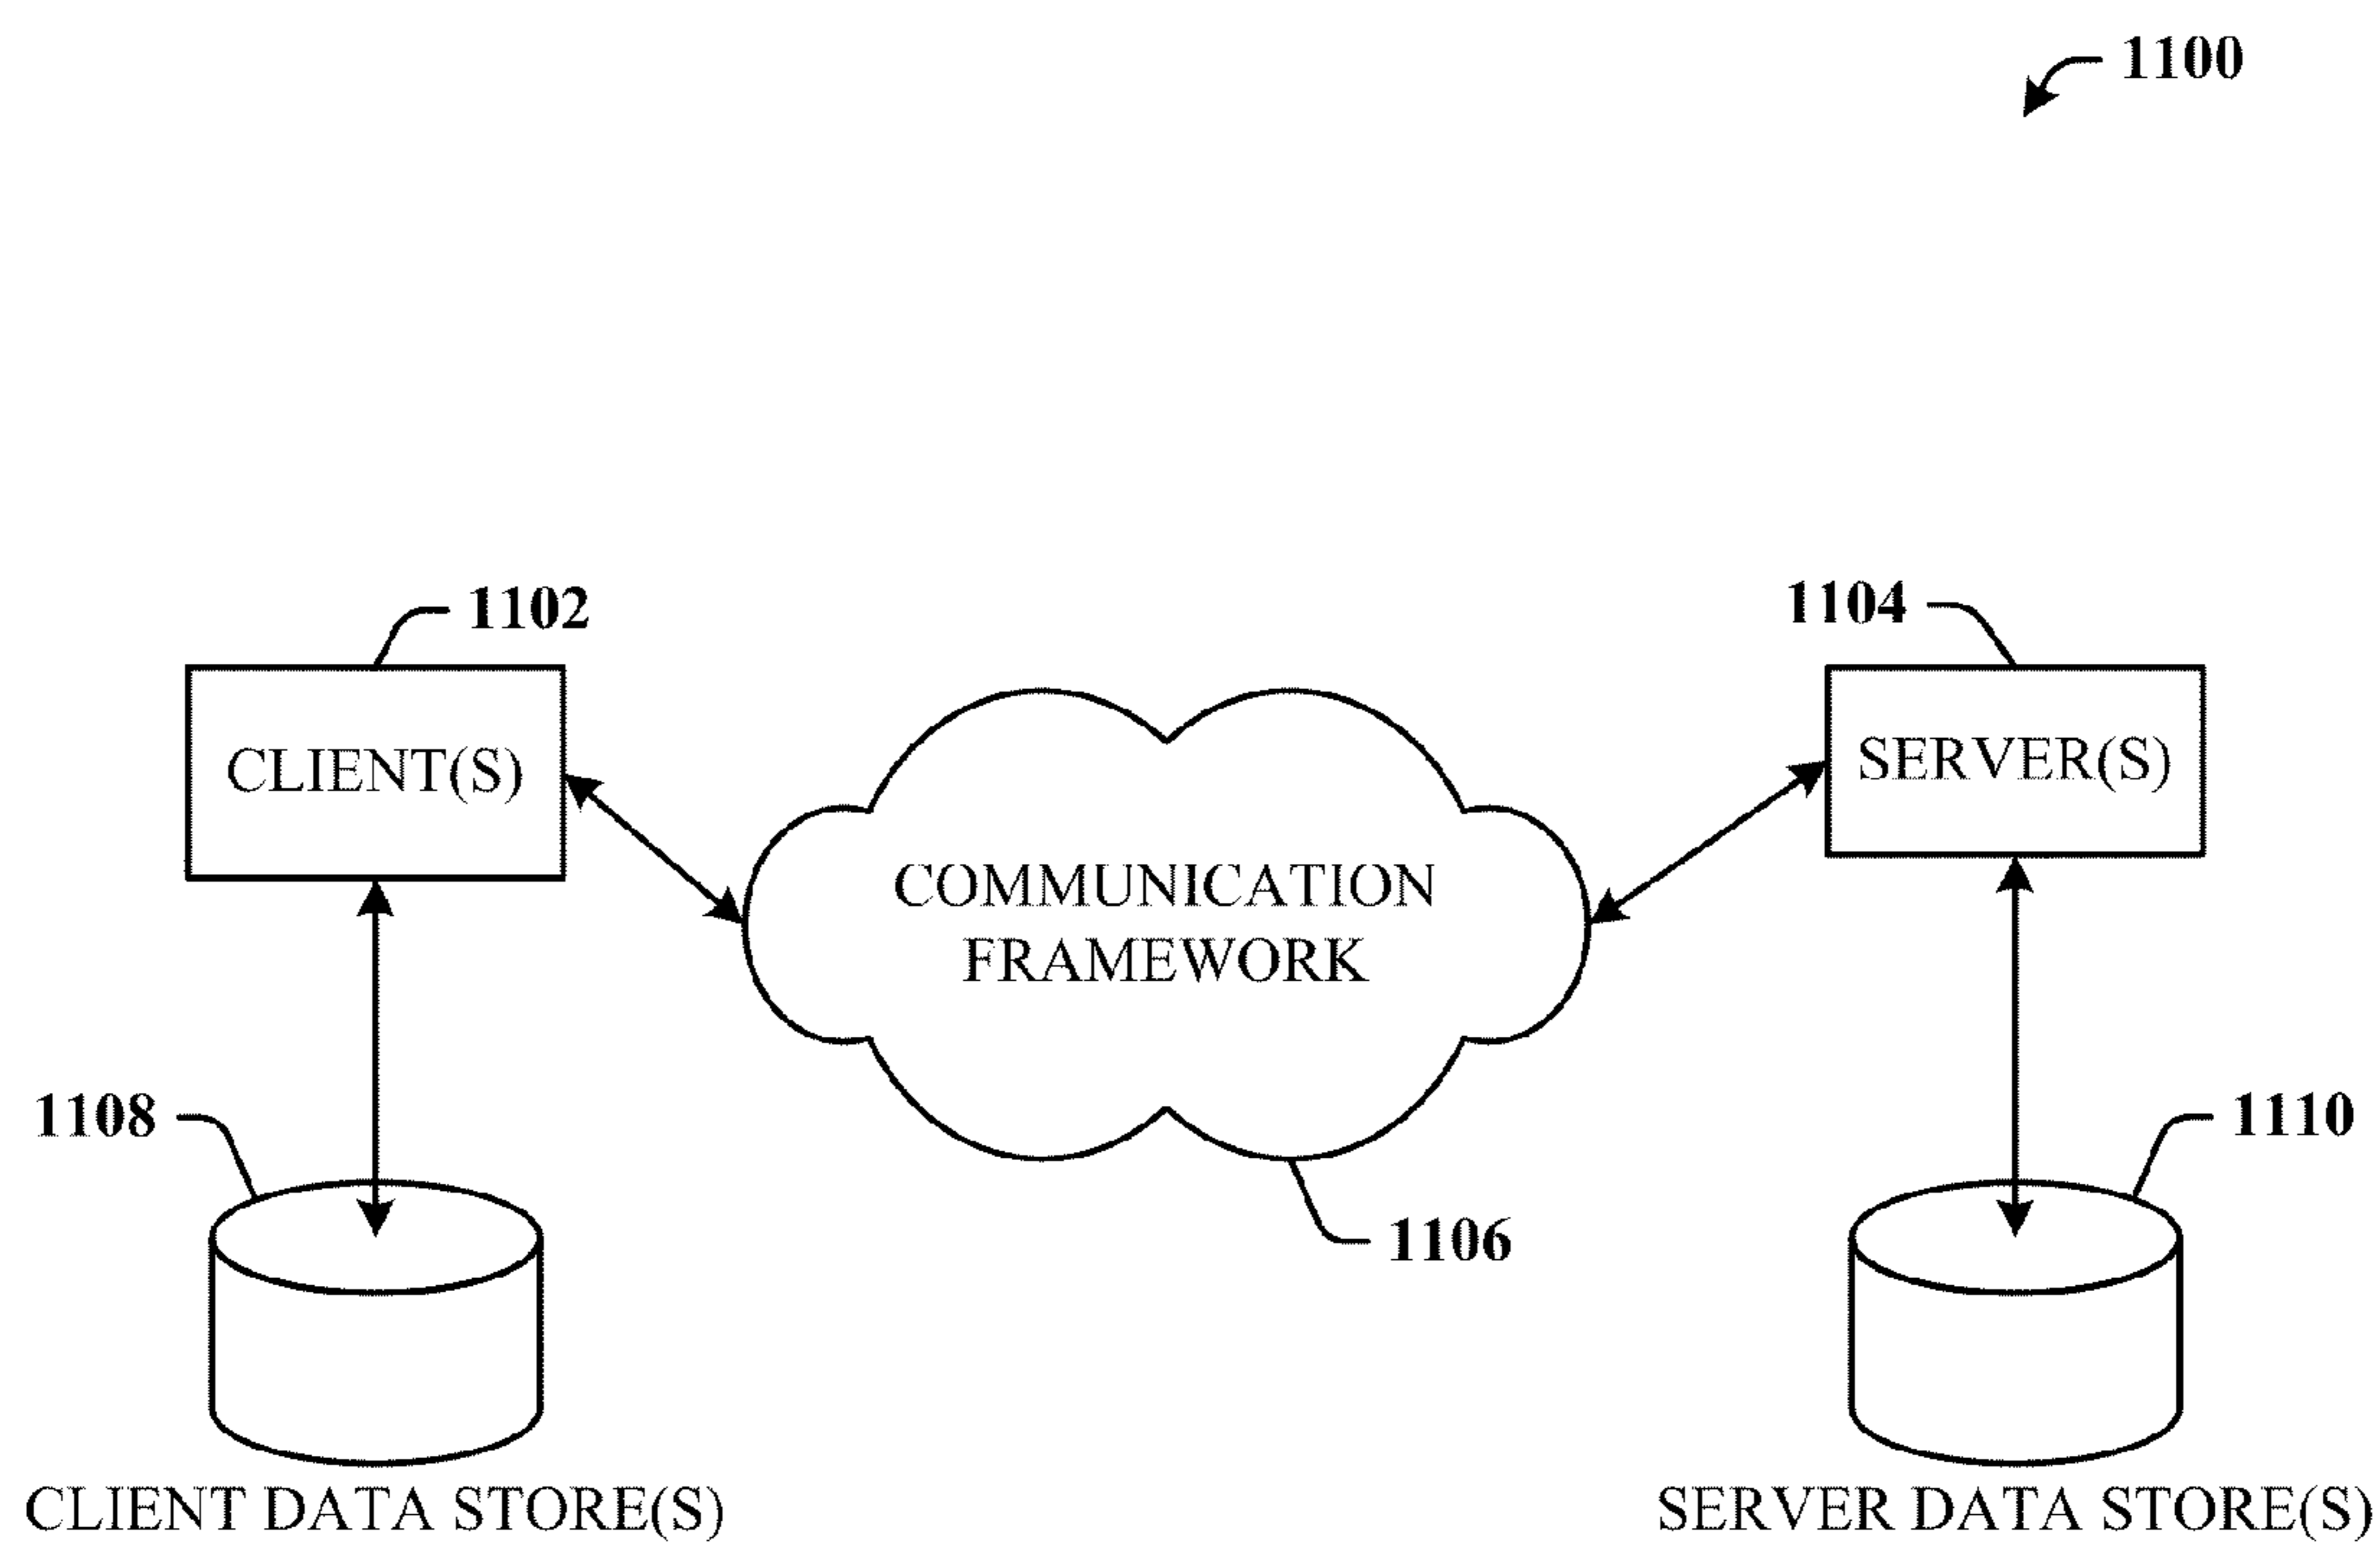 1100
1102
1104
CLIENT(S)
SERVER(S)
COMMUNICATION
FRAMEWORK
1108
1110
1106
CLIENT DATA STORE(S)
SERVER DATA STORE(S)